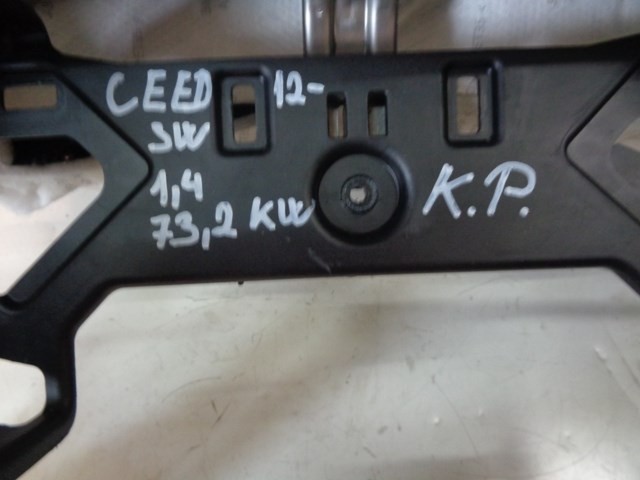 CEED 12-
SW
1,4
73,2 KW
K.P.